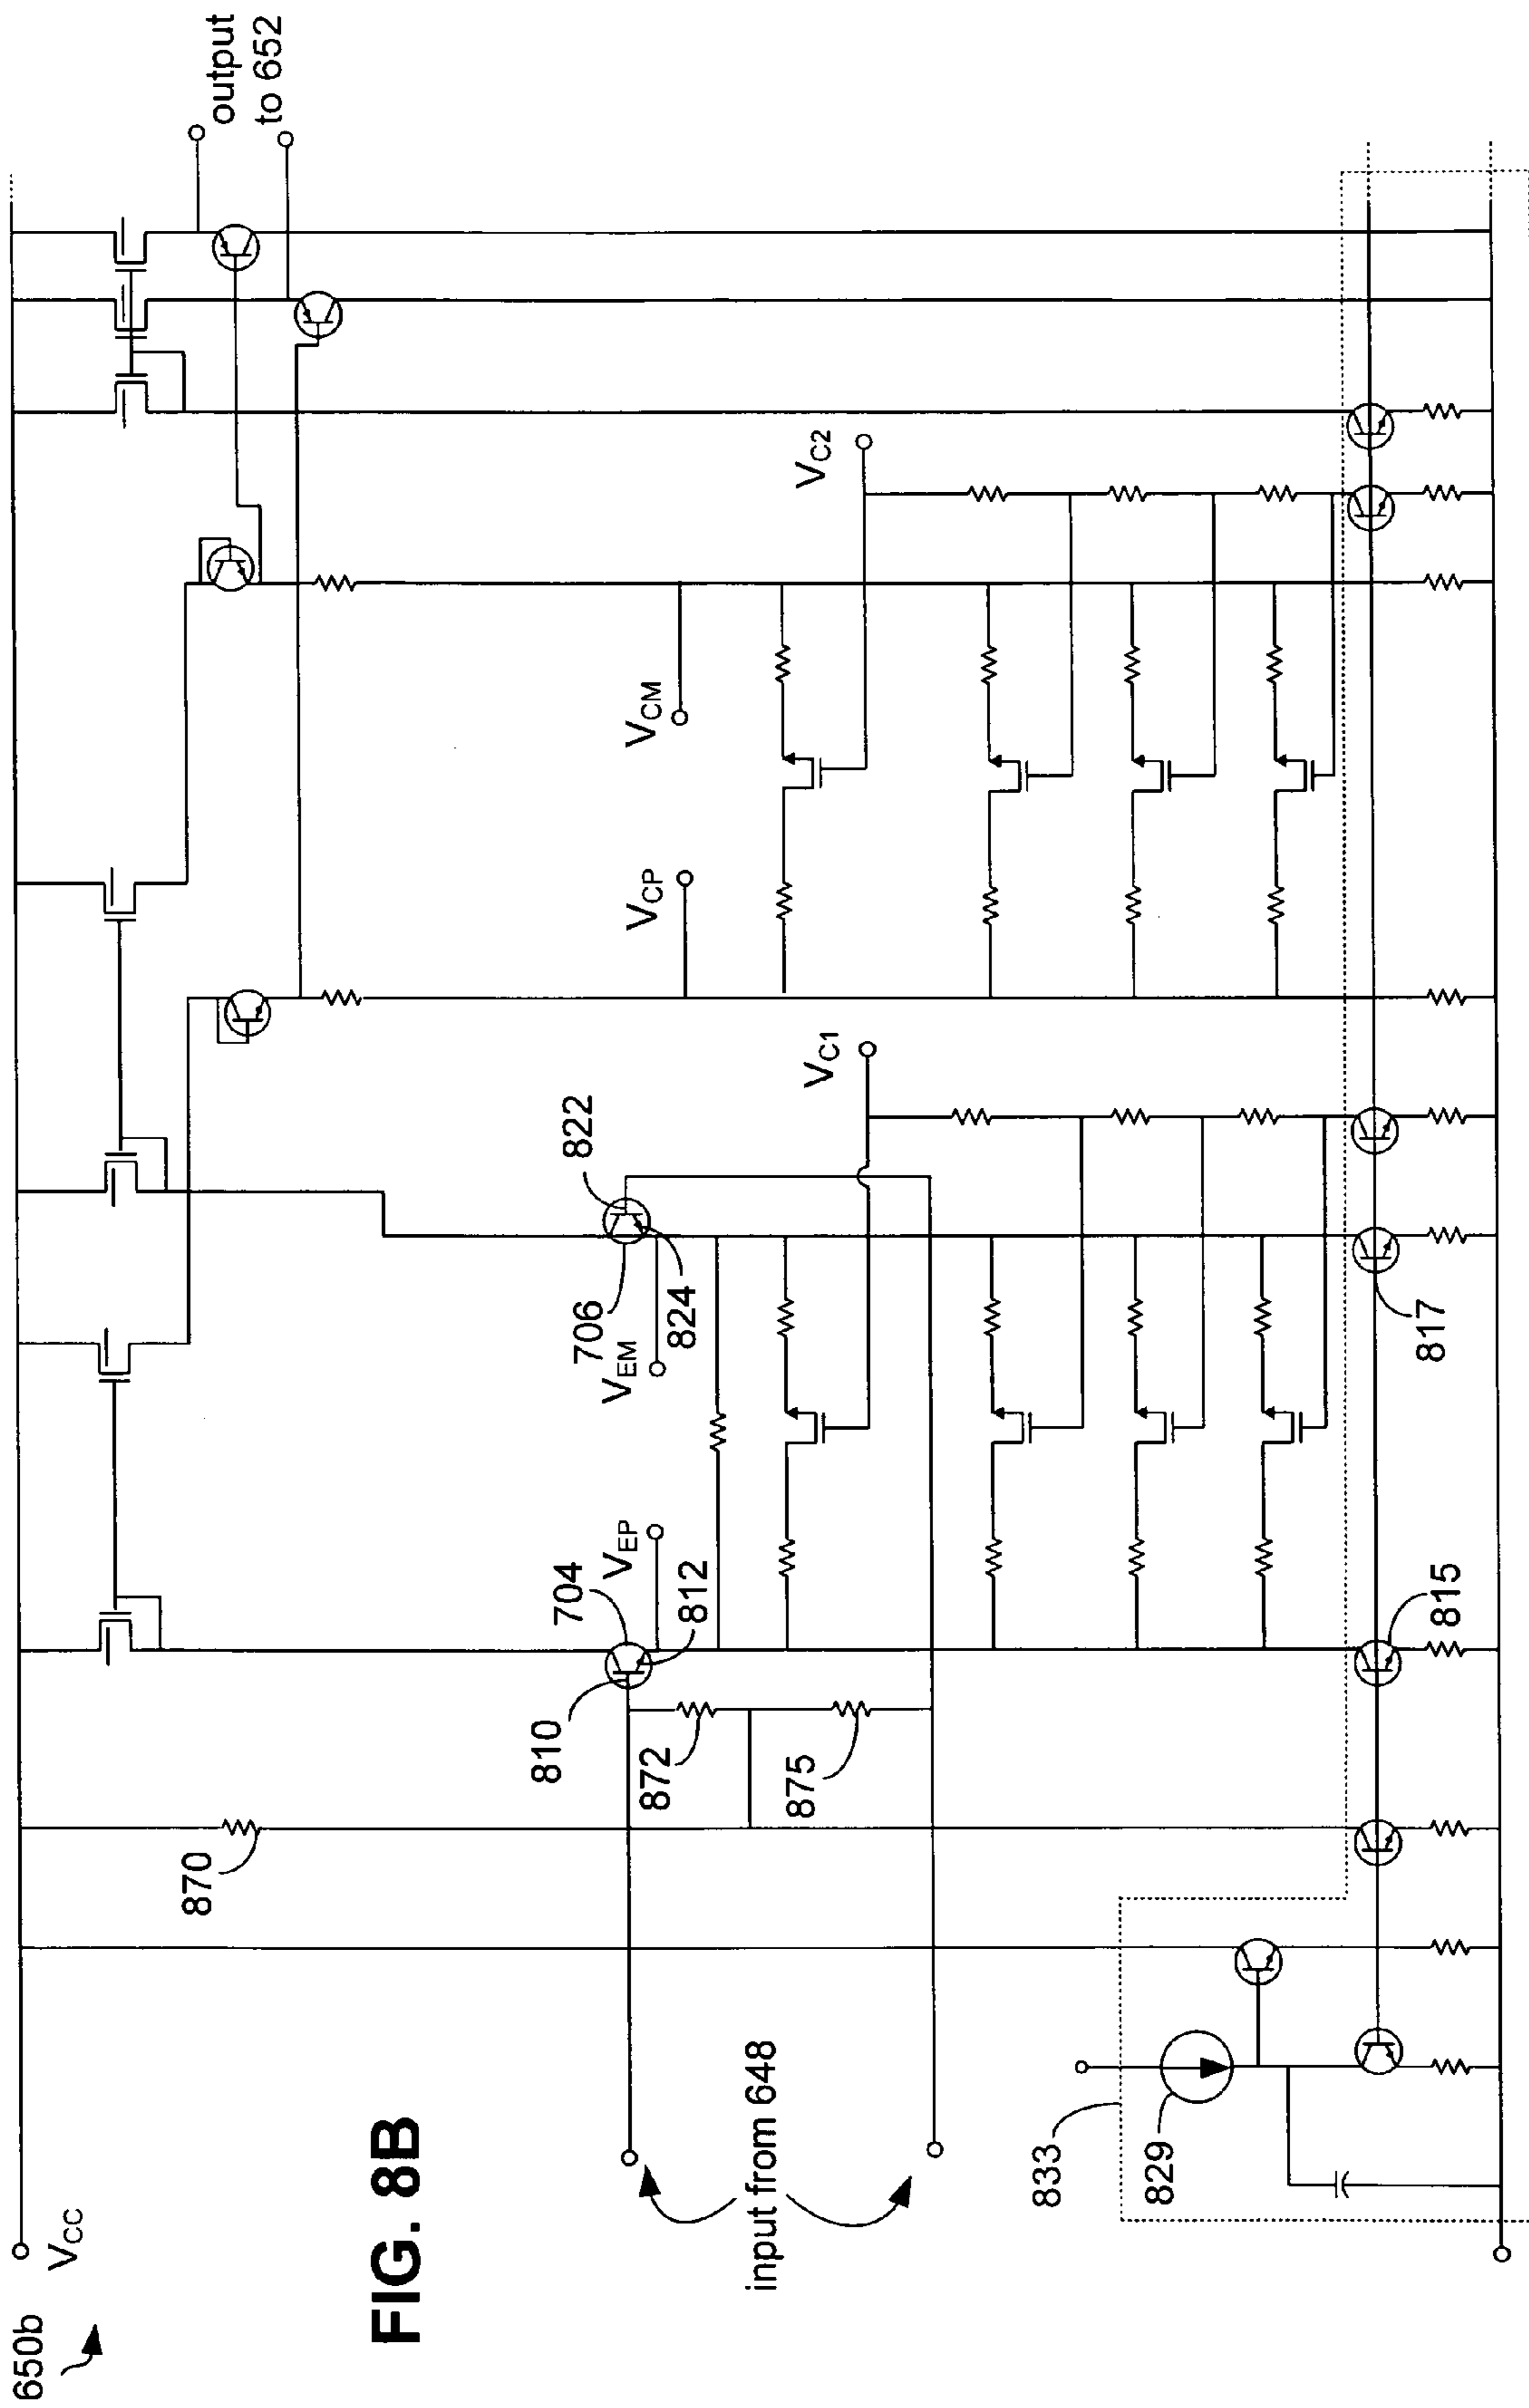 650b
VCC
FIG. 8B
output
to 652
870
810
704
VEP
812
872
875
706
VEM
824
822
VCP
VCM
VC1
VC2
input from 648
833
829
815
817